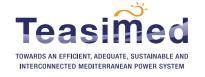 Teasimed
TOWARDS AN EFFICIENT, ADEQUATE, SUSTAINABLE AND
INTERCONNECTED MEDITERRANEAN POWER SYSTEM